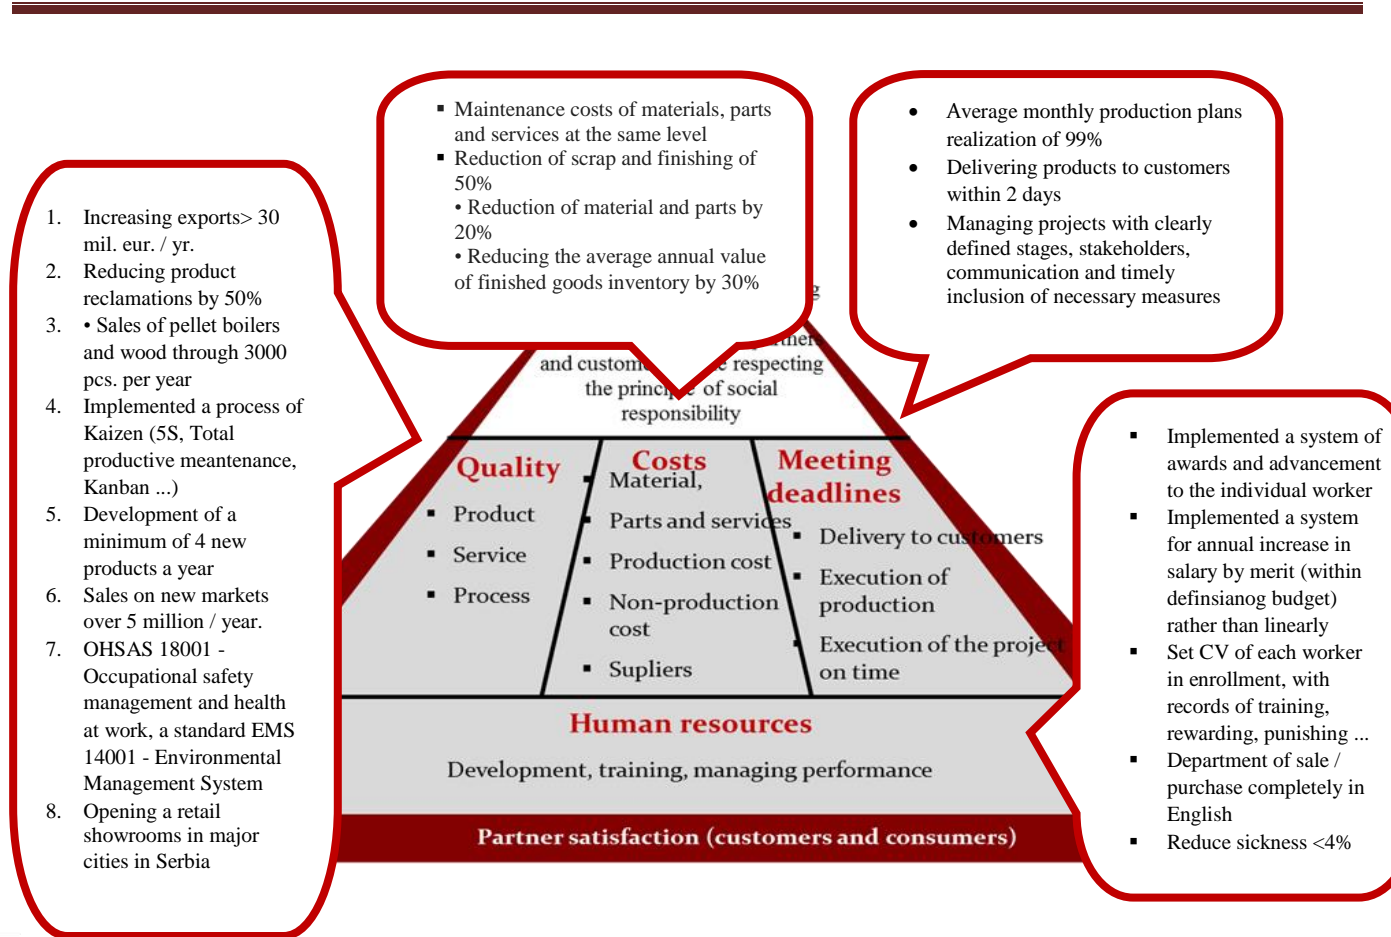 ▪ Maintenance costs of materials, parts
and services at the same level
▪ Reduction of scrap and finishing of
50%
• Reduction of material and parts by
20%
• Reducing the average annual value
of finished goods inventory by 30%
• Average monthly production plans
realization of 99%
• Delivering products to customers
within 2 days
• Managing projects with clearly
defined stages, stakeholders,
communication and timely
inclusion of necessary measures
1. Increasing exports> 30
mil. eur. / yr.
2. Reducing product
reclamations by 50%
3. • Sales of pellet boilers
and wood through 3000
pcs. per year
4. Implemented a process of
Kaizen (5S, Total
productive meantenance,
Kanban ...)
5. Development of a
minimum of 4 new
products a year
6. Sales on new markets
over 5 million / year.
7. OHSAS 18001 -
Occupational safety
management and health
at work, a standard EMS
14001 - Environmental
Management System
8. Opening a retail
showrooms in major
cities in Serbia
and respecting
the of social
responsibility
Quality
▪ Product
▪ Service
▪ Process
Costs
▪ Material,
▪ Parts and services
▪ Production cost
▪ Non-production
cost
▪ Supliers
Meeting
deadlines
▪ Delivery to customers
▪ Execution of
production
▪ Execution of the project
on time
Human resources
Development, training, managing performance
Partner satisfaction (customers and consumers)
▪ Implemented a system of
awards and advancement
to the individual worker
▪ Implemented a system
for annual increase in
salary by merit (within
definsianog budget)
rather than linearly
▪ Set CV of each worker
in enrollment, with
records of training,
rewarding, punishing ...
▪ Department of sale /
purchase completely in
English
▪ Reduce sickness <4%